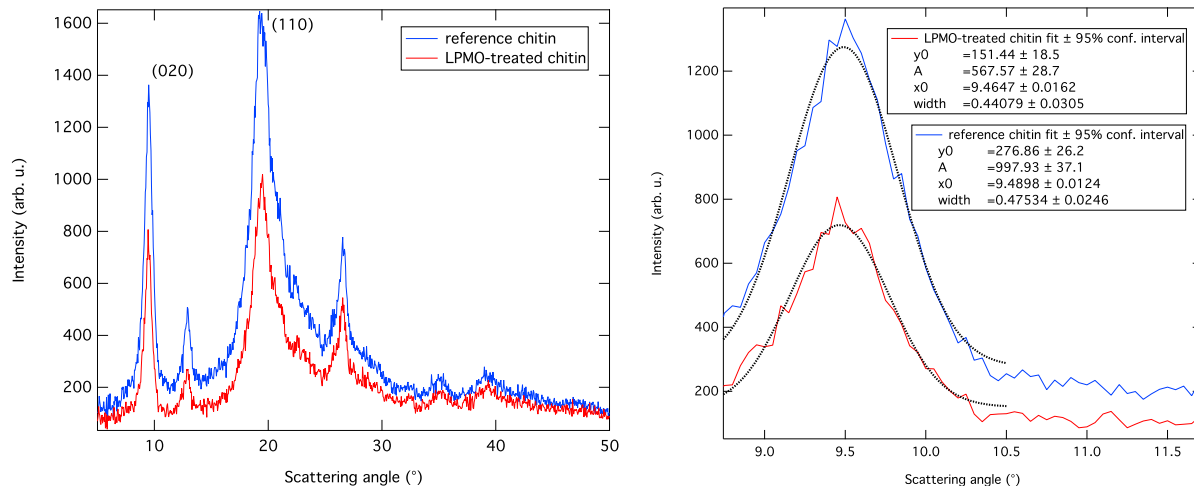 1600
1400
1200
1000
800
600
400
200
Intensity (arb. u.)
(020)
(110)
reference chitin
LPMO-treated chitin
10
20
30
40
50
Scattering angle (°)
1200
1000
800
600
400
200
Intensity (arb. u.)
LPMO-treated chitin fit ± 95% conf. interval
y0 =151.44 ± 18.5
A =567.57 ± 28.7
x0 =9.4647 ± 0.0162
width =0.44079 ± 0.0305
reference chitin fit ± 95% conf. interval
y0 =276.86 ± 26.2
A =997.93 ± 37.1
x0 =9.4898 ± 0.0124
width =0.47534 ± 0.0246
9.0
9.5
10.0
10.5
11.0
11.5
Scattering angle (°)